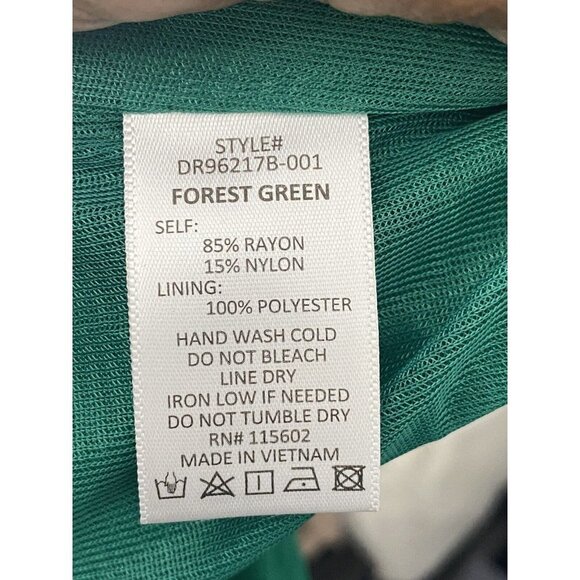 STYLE#
DR96217B-001
FOREST GREEN
SELF:
85% RAYON
15% NYLON
LINING:
100% POLYESTER
HAND WASH COLD
DO NOT BLEACH
LINE DRY
IRON LOW IF NEEDED
DO NOT TUMBLE DRY
RN# 115602
MADE IN VIETNAM